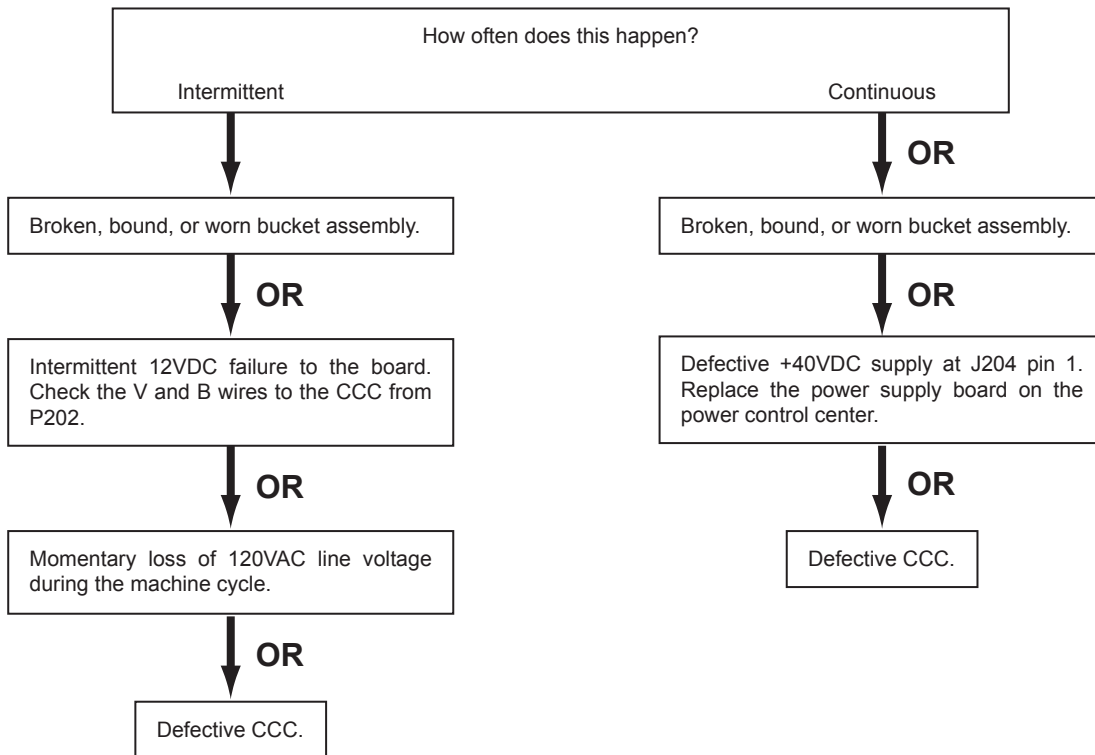 How often does this happen?
Intermittent
Continuous
OR
Broken, bound, or worn bucket assembly.
Broken, bound, or worn bucket assembly.
OR
OR
Intermittent 12VDC failure to the board.
Check the V and B wires to the CCC from
P202.
Defective +40VDC supply at J204 pin 1.
Replace the power supply board on the
power control center.
OR
OR
Momentary loss of 120VAC line voltage
during the machine cycle.
Defective CCC.
OR
Defective CCC.